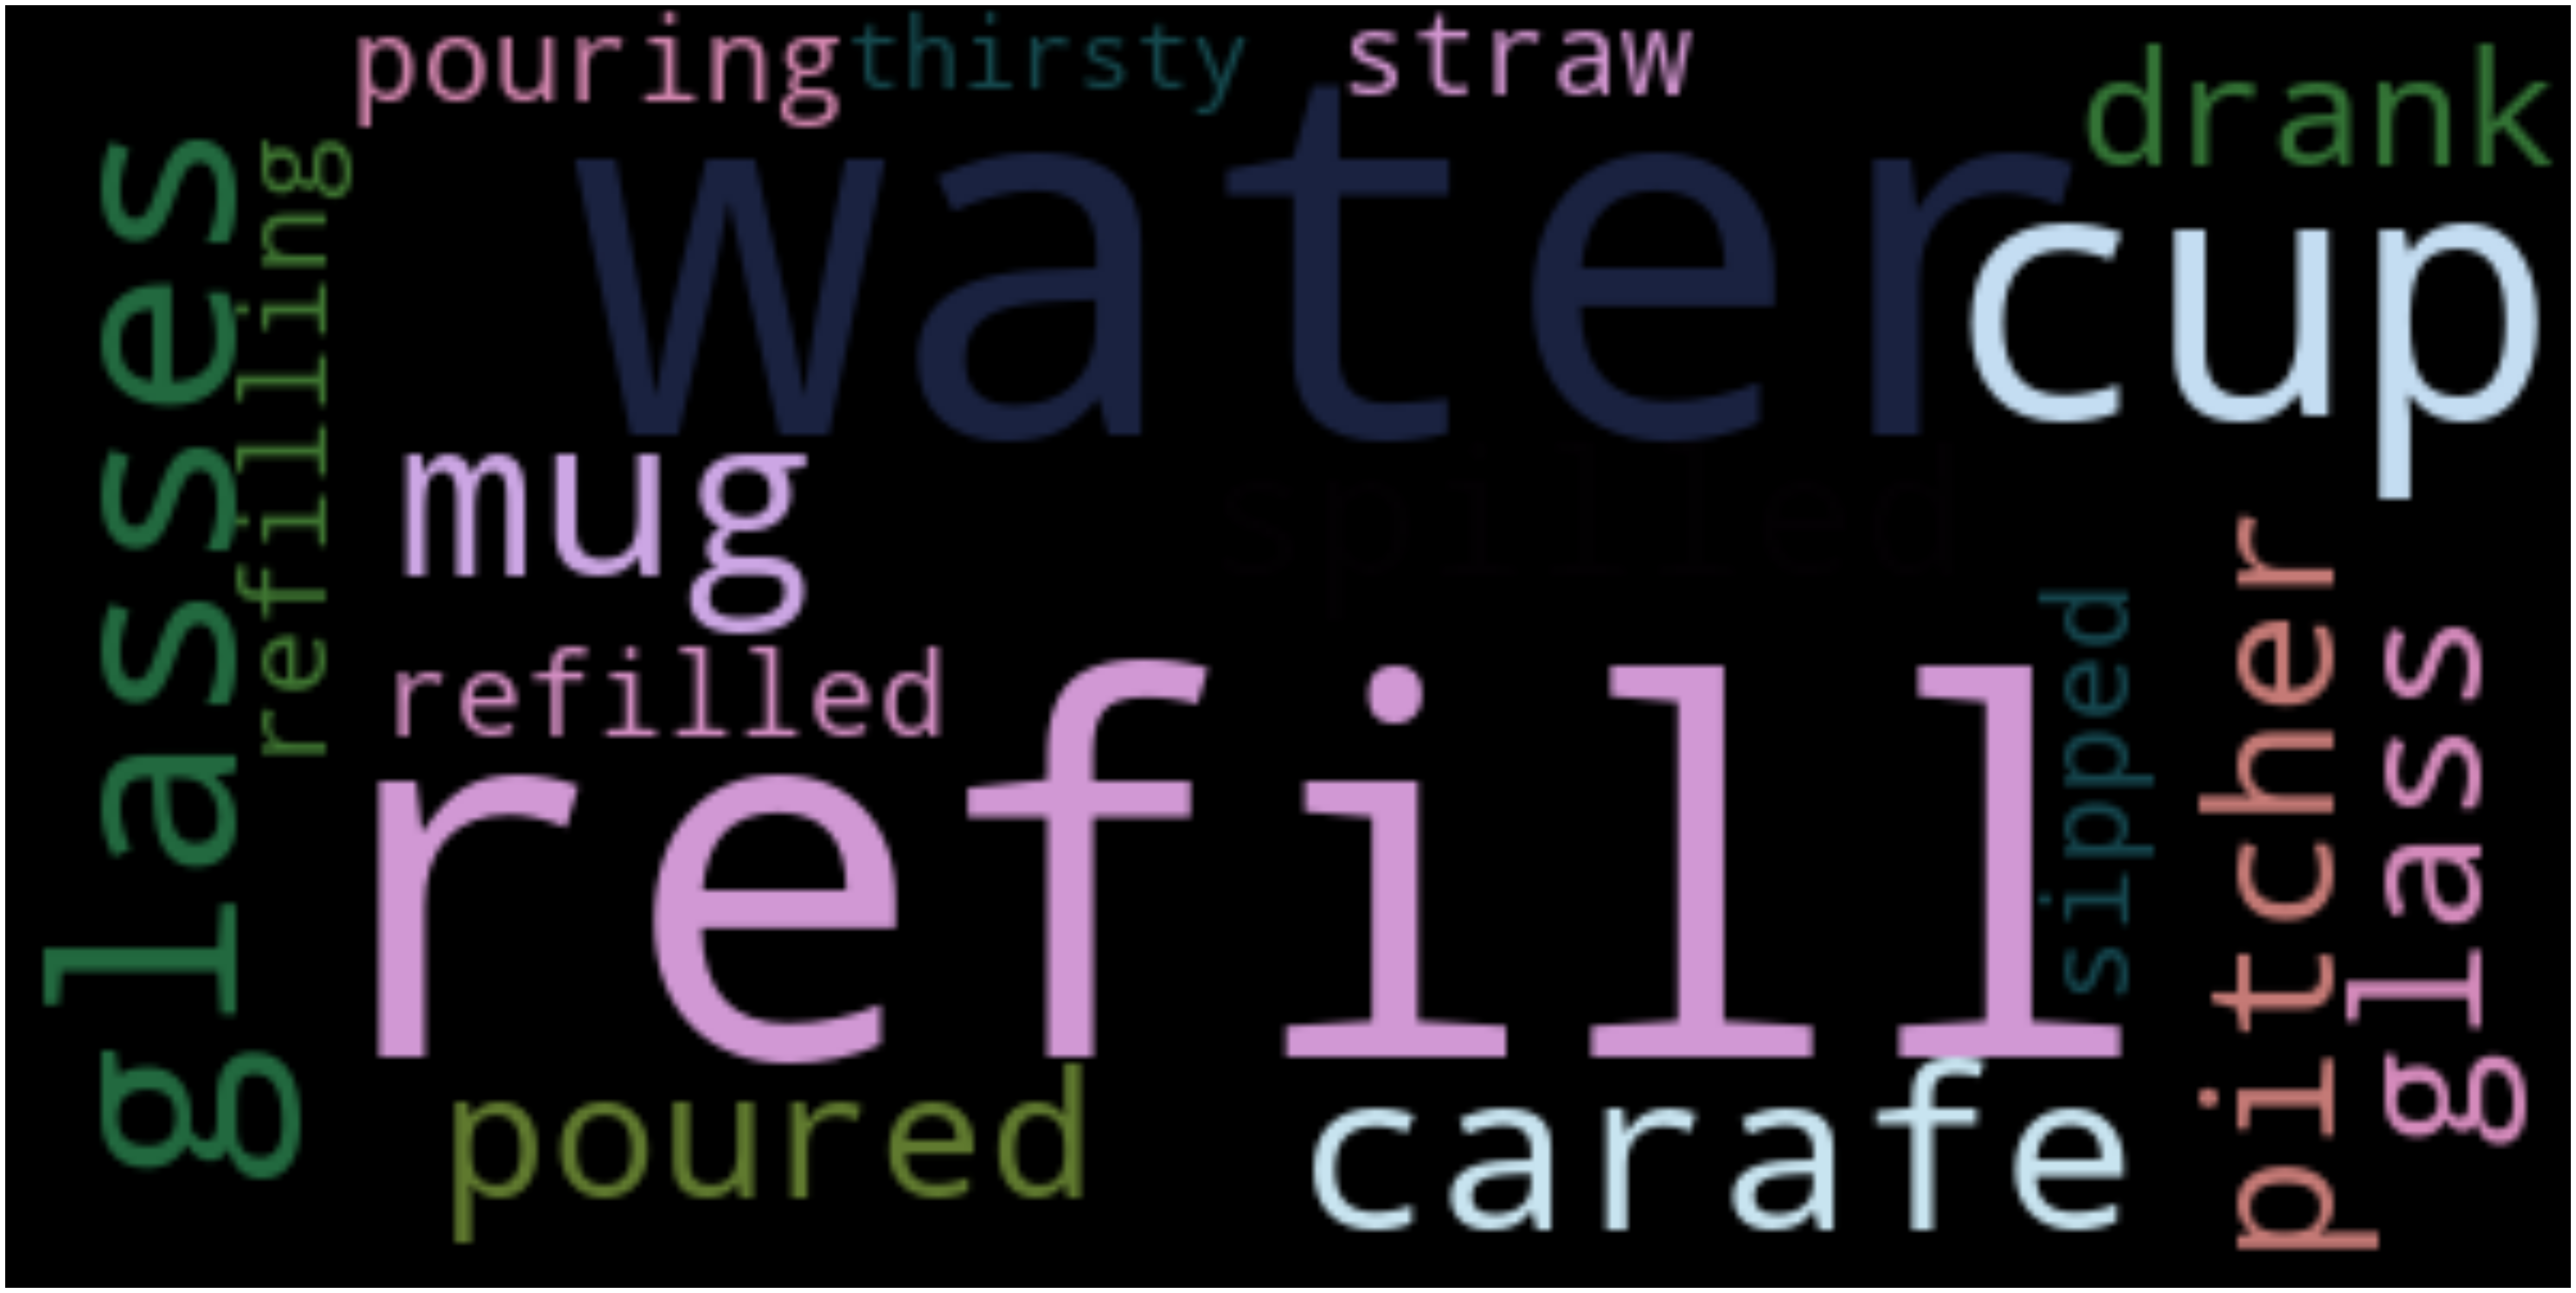 pouring
thirsty
straw
drank
water
cup
glasses
refilling
mug
spilled
refilled
refill
sipped
pitcher
glass
poured
carafe